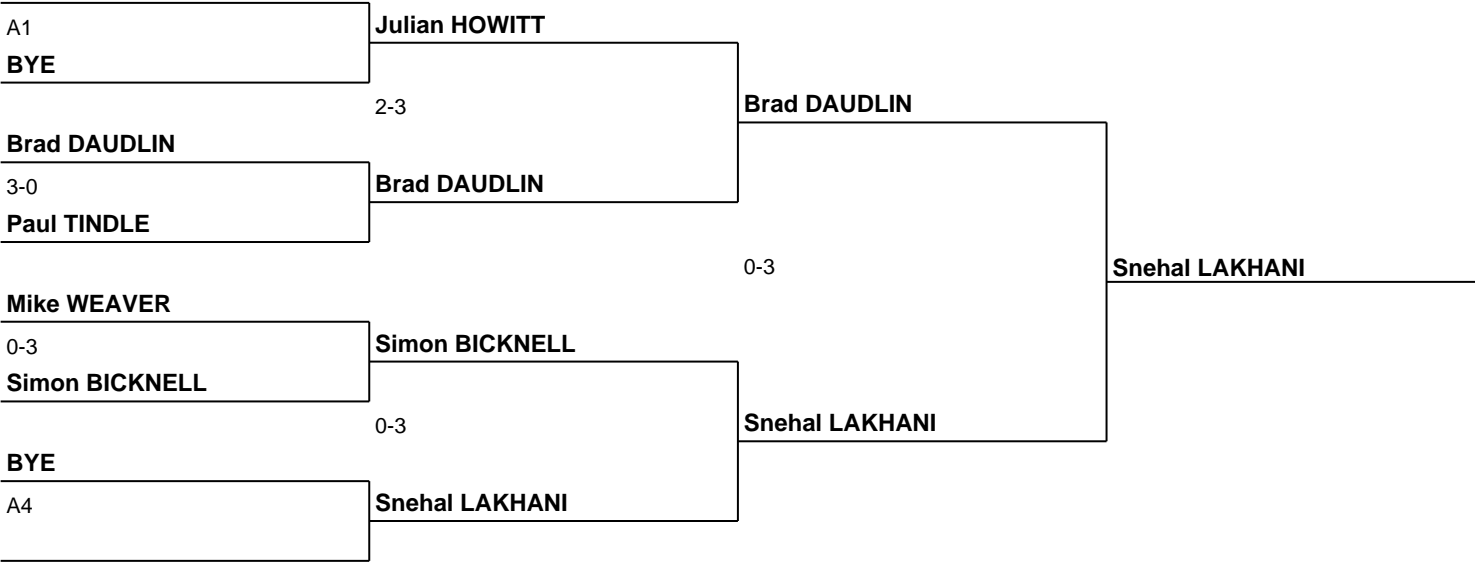 A1
BYE
Brad DAUDLIN
3-0
Paul TINDLE
Mike WEAVER
0-3
Simon BICKNELL
BYE
A4
Julian HOWITT
2-3
Brad DAUDLIN
Simon BICKNELL
0-3
Snehal LAKHANI
Brad DAUDLIN
0-3
Snehal LAKHANI
Snehal LAKHANI